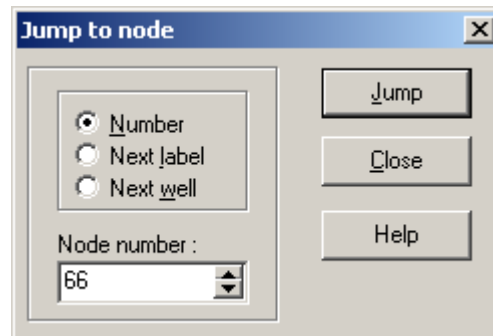 Jump to node
Number
Next label
Next well
Node number :
66
Jump
Close
Help